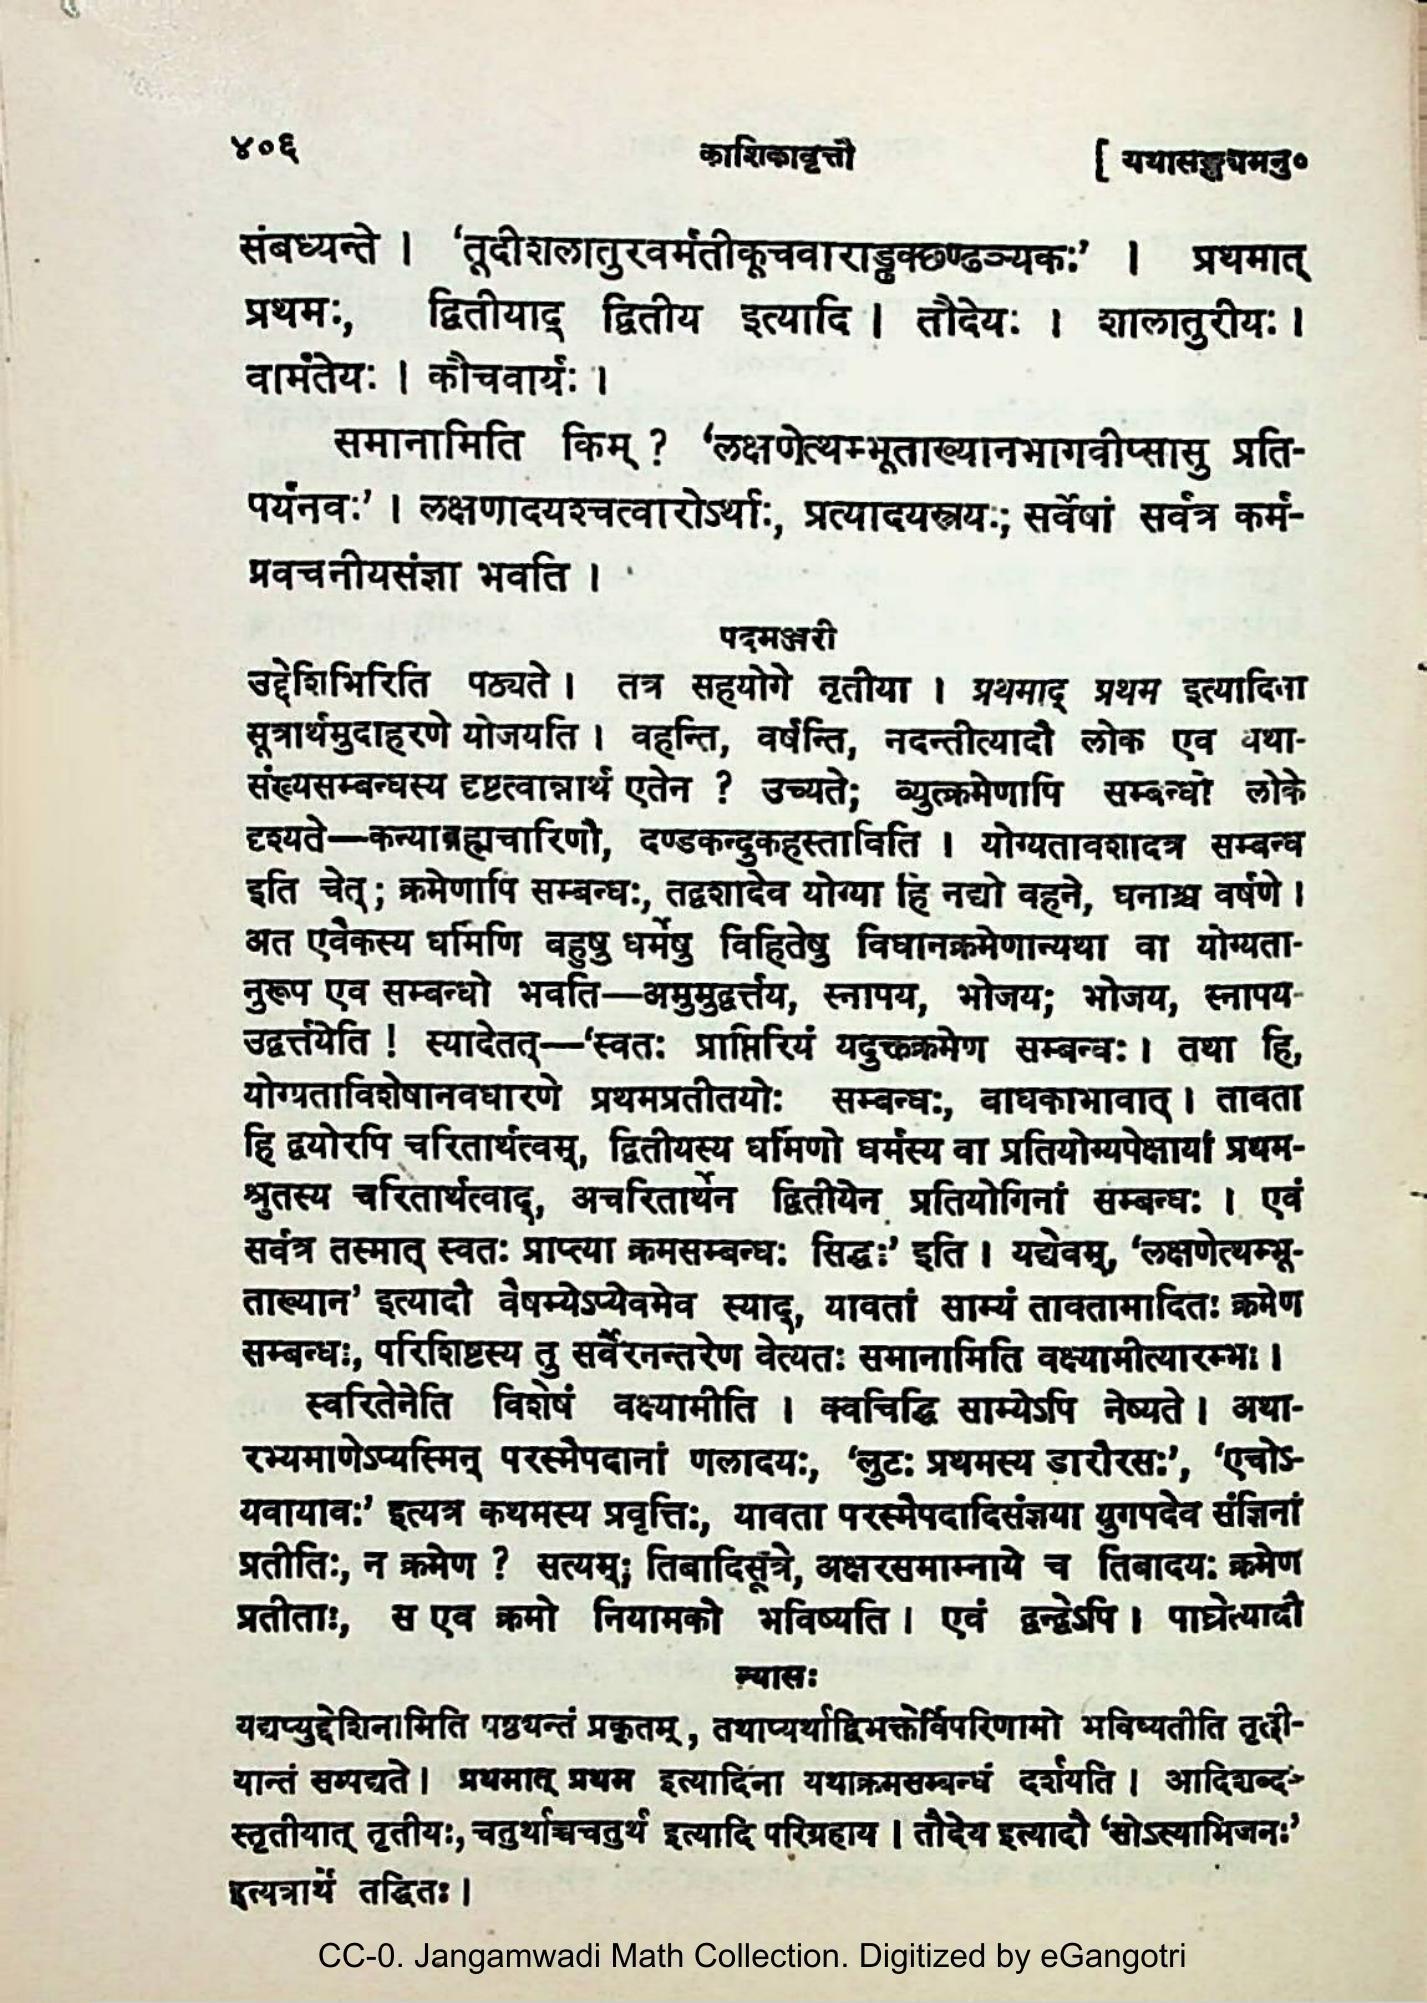 ४०६ काशिकावृत्तौ [ यथासङ्ख्यमनु०
संबध्यन्ते । ‘तूदीशलातुरवर्मतीकूचवाराड्ढक्छण्ढञ्यकः’ । प्रथमात्
प्रथमः, द्वितीयाद् द्वितीय इत्यादि । तौदेयः । शालातुरीयः ।
वार्मतेयः । कौचवार्यः ।
समानामिति किम् ? ‘लक्षणेत्थम्भूताख्यानभागवीप्सासु प्रति-
पर्यनवः’ । लक्षणादयश्चत्वारोऽर्थाः, प्रत्यादयस्त्रयः; सर्वेषां सर्वत्र कर्म-
प्रवचनीयसंज्ञा भवति ।
पदमञ्जरी
उद्देशिभिरिति पठ्यते । तत्र सहयोगे तृतीया । प्रथमाद् प्रथम इत्यादिना
सूत्रार्थमुदाहरणे योजयति । वहन्ति, वर्षन्ति, नदन्तीत्यादौ लोक एव यथा-
संख्यसम्बन्धस्य दृष्टत्वान्नार्थ एतेन ? उच्यते; व्युत्क्रमेणापि सम्बन्धो लोके
दृश्यते—कन्याब्रह्मचारिणौ, दण्डकन्दुकहस्ताविति । योग्यतावशादत्र सम्बन्ध
इति चेत्; क्रमेणापि सम्बन्धः, तद्वशादेव योग्या हि नद्यो वहने, घनाश्च वर्षणे ।
अत एवैकस्य धर्मिणि बहुषु धर्मेषु विहितेषु विधानक्रमेणान्यथा वा योग्यता-
नुरूप एव सम्बन्धो भवति—अमुमुद्वर्त्तय, स्नापय, भोजय; भोजय, स्नापय-
उद्वर्त्तयेति ! स्यादेतत्—‘स्वतः प्राप्तिरियं यदुक्तक्रमेण सम्बन्धः । तथा हि,
योग्यताविशेषानवधारणे प्रथमप्रतीतयोः सम्बन्धः, बाधकाभावात् । तावता
हि द्वयोरपि चरितार्थत्वम्, द्वितीयस्य धर्मिणो धर्मस्य वा प्रतियोग्यपेक्षायां प्रथम-
श्रुतस्य चरितार्थत्वाद्, अचरितार्थेन द्वितीयेन प्रतियोगिनां सम्बन्धः । एवं
सर्वत्र तस्मात् स्वतः प्राप्त्या क्रमसम्बन्धः सिद्धः’ इति । यद्येवम्, ‘लक्षणेत्थम्भू-
ताख्यान’ इत्यादौ वैषम्येऽप्येवमेव स्याद्, यावतां साम्यं तावतामादितः क्रमेण
सम्बन्धः, परिशिष्टस्य तु सर्वैरनन्तरेण वेत्यतः समानामिति वक्ष्यामीत्यारम्भः ।
स्वरितेनेति विशेषं वक्ष्यामीति । क्वचिद्धि साम्येऽपि नेष्यते । अथा-
रभ्यमाणेऽप्यस्मिन् परस्मैपदानां णलादयः, ‘लुटः प्रथमस्य डारौरसः’, ‘एचोऽ-
यवायावः’ इत्यत्र कथमस्य प्रवृत्तिः, यावता परस्मैपदादिसंज्ञया युगपदेव संज्ञिनां
प्रतीतिः, न क्रमेण ? सत्यम्; तिबादिसूत्रे, अक्षरसमाम्नाये च तिबादयः क्रमेण
प्रतीताः, स एव क्रमो नियामको भविष्यति । एवं द्वन्द्वेऽपि । पाघ्रेत्यादौ
न्यासः
यद्यप्युद्देशिनामिति षष्ठ्यन्तं प्रकृतम्, तथाप्यर्थाद्विभक्तेर्विपरिणामो भविष्यतीति तृती-
यान्तं सम्पद्यते । प्रथमात् प्रथम इत्यादिना यथाक्रमसम्बन्धं दर्शयति । आदिशब्द-
स्तृतीयात् तृतीयः, चतुर्थाच्चचतुर्थ इत्यादि परिग्रहाय । तौदेय इत्यादौ ‘सोऽस्याभिजनः’
इत्यत्रार्थे तद्धितः ।
CC-0. Jangamwadi Math Collection. Digitized by eGangotri